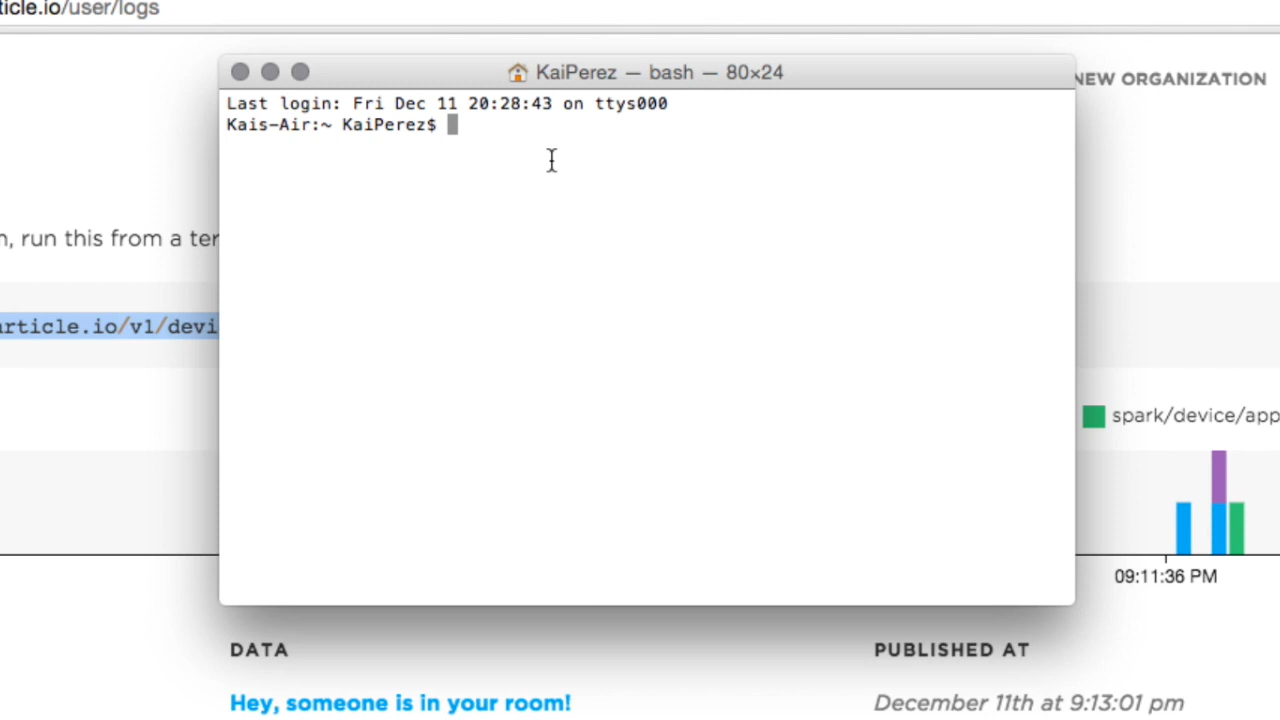 ticle.io/user/logs
KaiPerez — bash — 80×24
NEW ORGANIZATION
Last login: Fri Dec 11 20:28:43 on ttys000
Kais-Air:~ KaiPerez$
, run this from a ter
article.io/v1/devi
spark/device/app
09:11:36 PM
DATA
PUBLISHED AT
Hey, someone is in your room!
December 11th at 9:13:01 pm